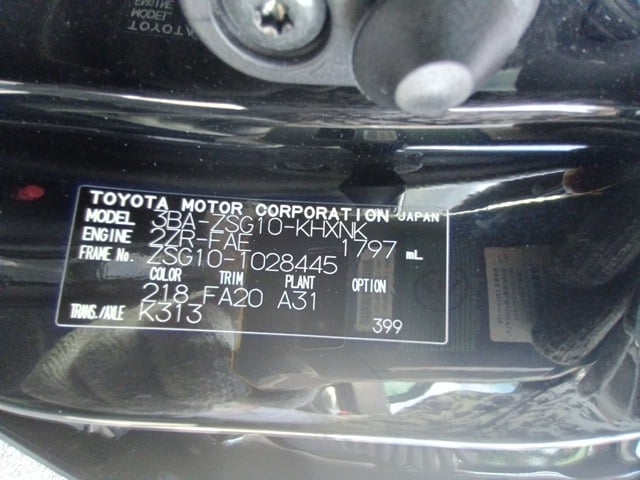 TOYOTA MOTOR CORPORATION JAPAN
MODEL 3BA-ZSG10-KHXNK
ENGINE 2ZR-FAE 1797 mL
FRAME No. ZSG10-1028445
COLOR TRIM PLANT OPTION
218 FA20 A31
TRANS./AXLE K313
399